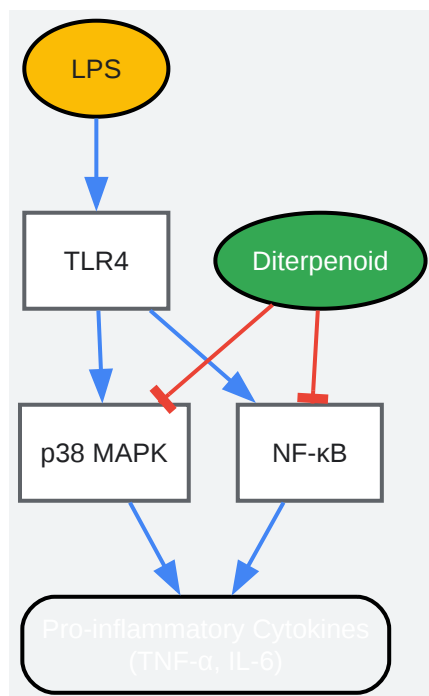 LPS
TLR4
Diterpenoid
p38 MAPK
NF-κB
Pro-inflammatory Cytokines
(TNF-α, IL-6)